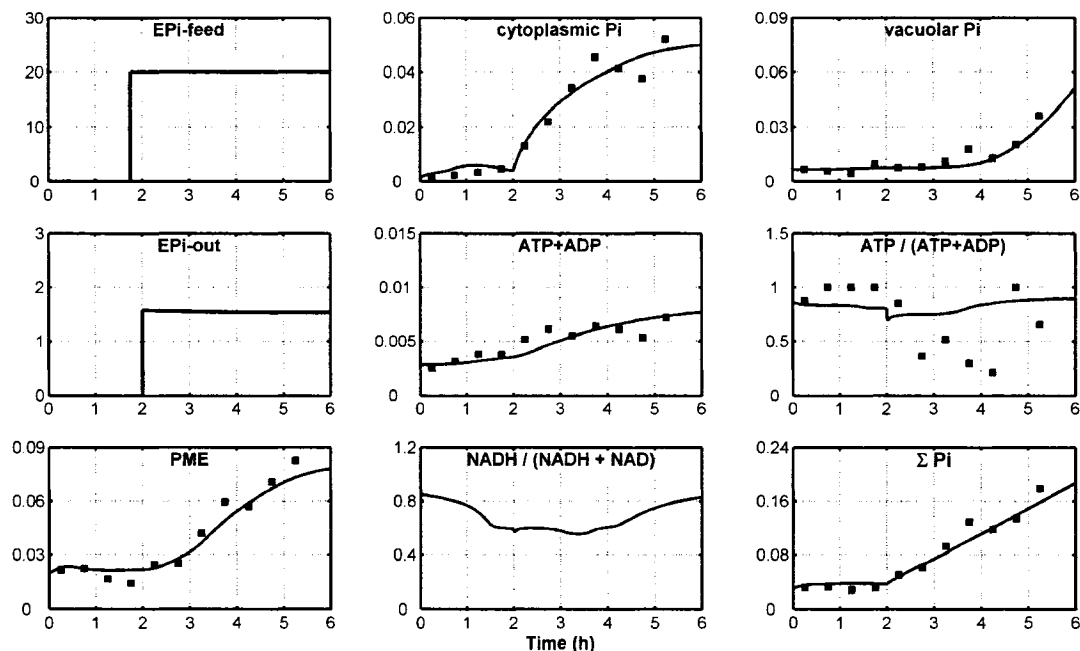 EPi-feed
30
20
10
0
0 1 2 3 4 5 6
cytoplasmic Pi
0.06
0.04
0.02
0
0 1 2 3 4 5 6
vacuolar Pi
0.09
0.06
0.03
0
0 1 2 3 4 5 6
EPi-out
3
2
1
0
0 1 2 3 4 5 6
ATP+ADP
0.015
0.01
0.005
0
0 1 2 3 4 5 6
ATP / (ATP+ADP)
1.5
1
0.5
0
0 1 2 3 4 5 6
PME
0.09
0.06
0.03
0
0 1 2 3 4 5 6
NADH / (NADH + NAD)
1.2
0.8
0.4
0
0 1 2 3 4 5 6
Time (h)
Σ Pi
0.24
0.16
0.08
0
0 1 2 3 4 5 6